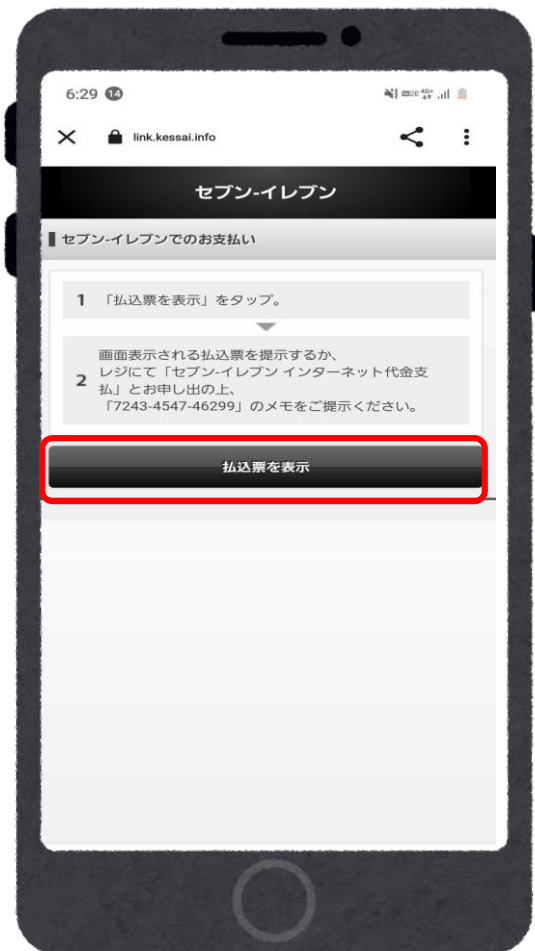 6:29 14
link.kessai.info
セブン-イレブン
セブン-イレブンでのお支払い
1 「払込票を表示」をタップ。
画面表示される払込票を提示するか、
2 レジにて「セブン-イレブン インターネット代金支
払」とお申し出の上、
「7243-4547-46299」のメモをご提示ください。
払込票を表示